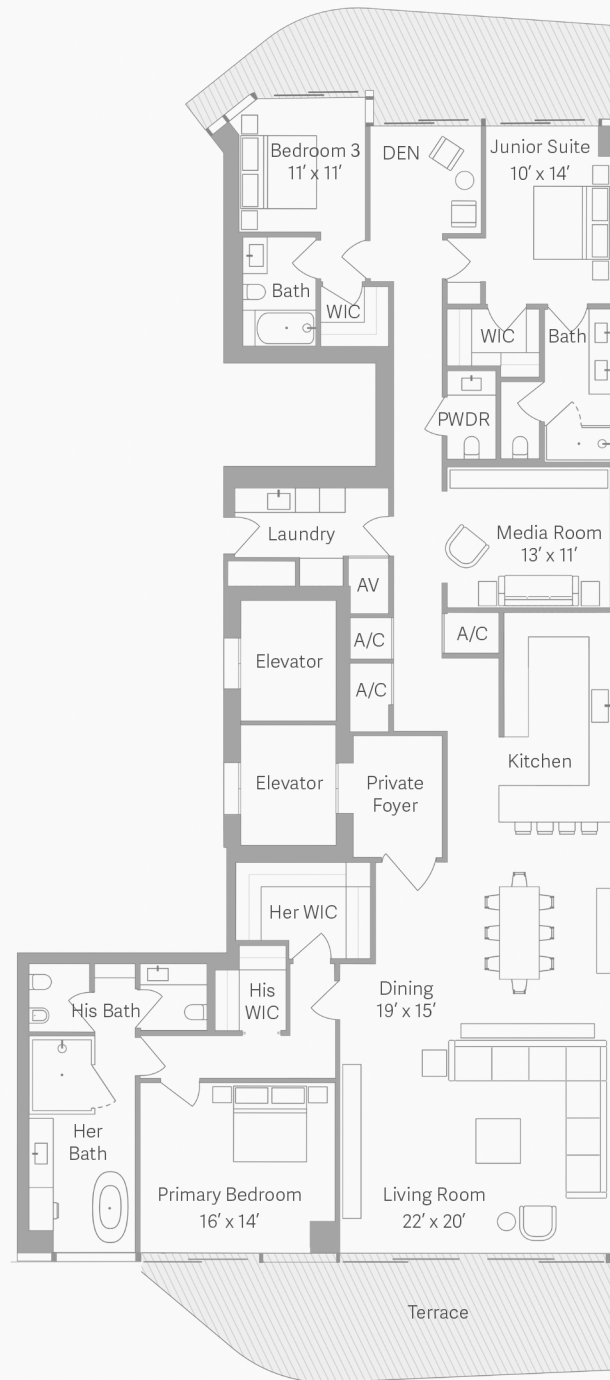 Bedroom 3
11′ x 11′
DEN
Junior Suite
10′ x 14′
Bath
WIC
WIC
Bath
PWDR
Laundry
Media Room
13′ x 11′
AV
A/C
A/C
A/C
Elevator
Kitchen
Elevator
Private
Foyer
Her WIC
His
WIC
Dining
19′ x 15′
His Bath
Her
Bath
Primary Bedroom
16′ x 14′
Living Room
22′ x 20′
Terrace